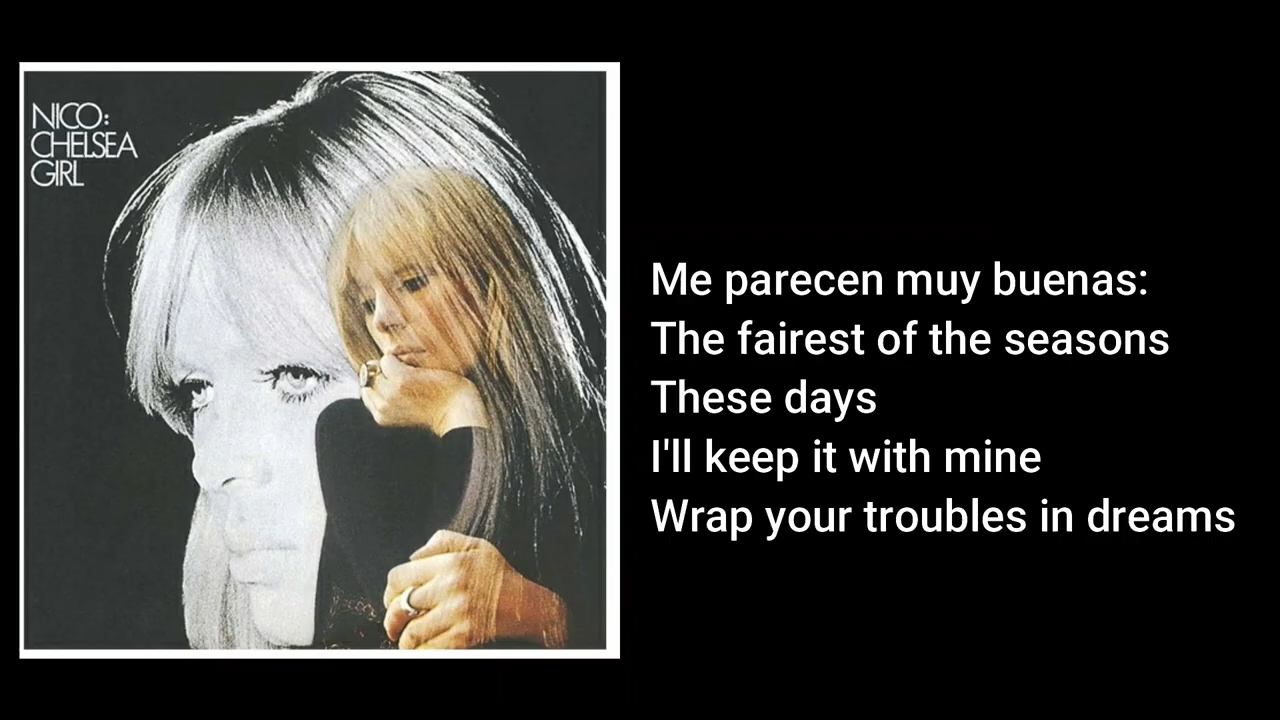 NICO:
CHELSEA
GIRL
Me parecen muy buenas:
The fairest of the seasons
These days
I'll keep it with mine
Wrap your troubles in dreams